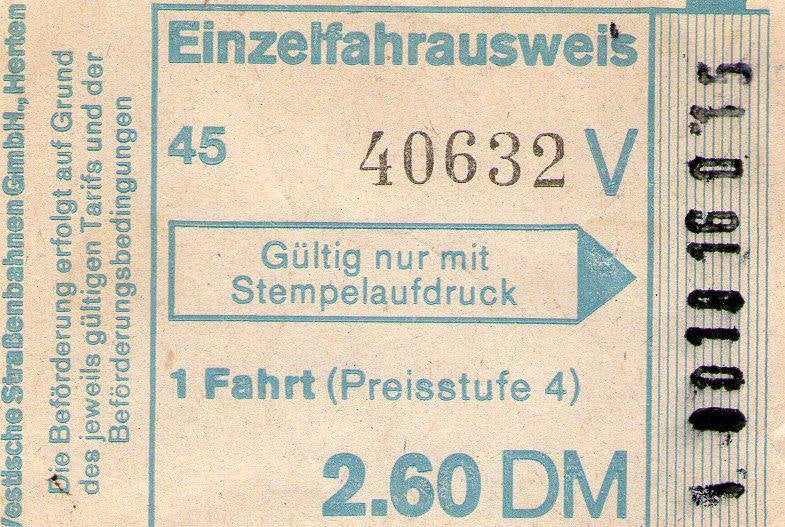 Vestische Straßenbahnen GmbH., Herten
Die Beförderung erfolgt auf Grund
des jeweils gültigen Tarifs und der
Beförderungsbedingungen
Einzelfahrausweis
45 40632 V
Gültig nur mit
Stempelaufdruck
1 Fahrt (Preisstufe 4)
2.60 DM